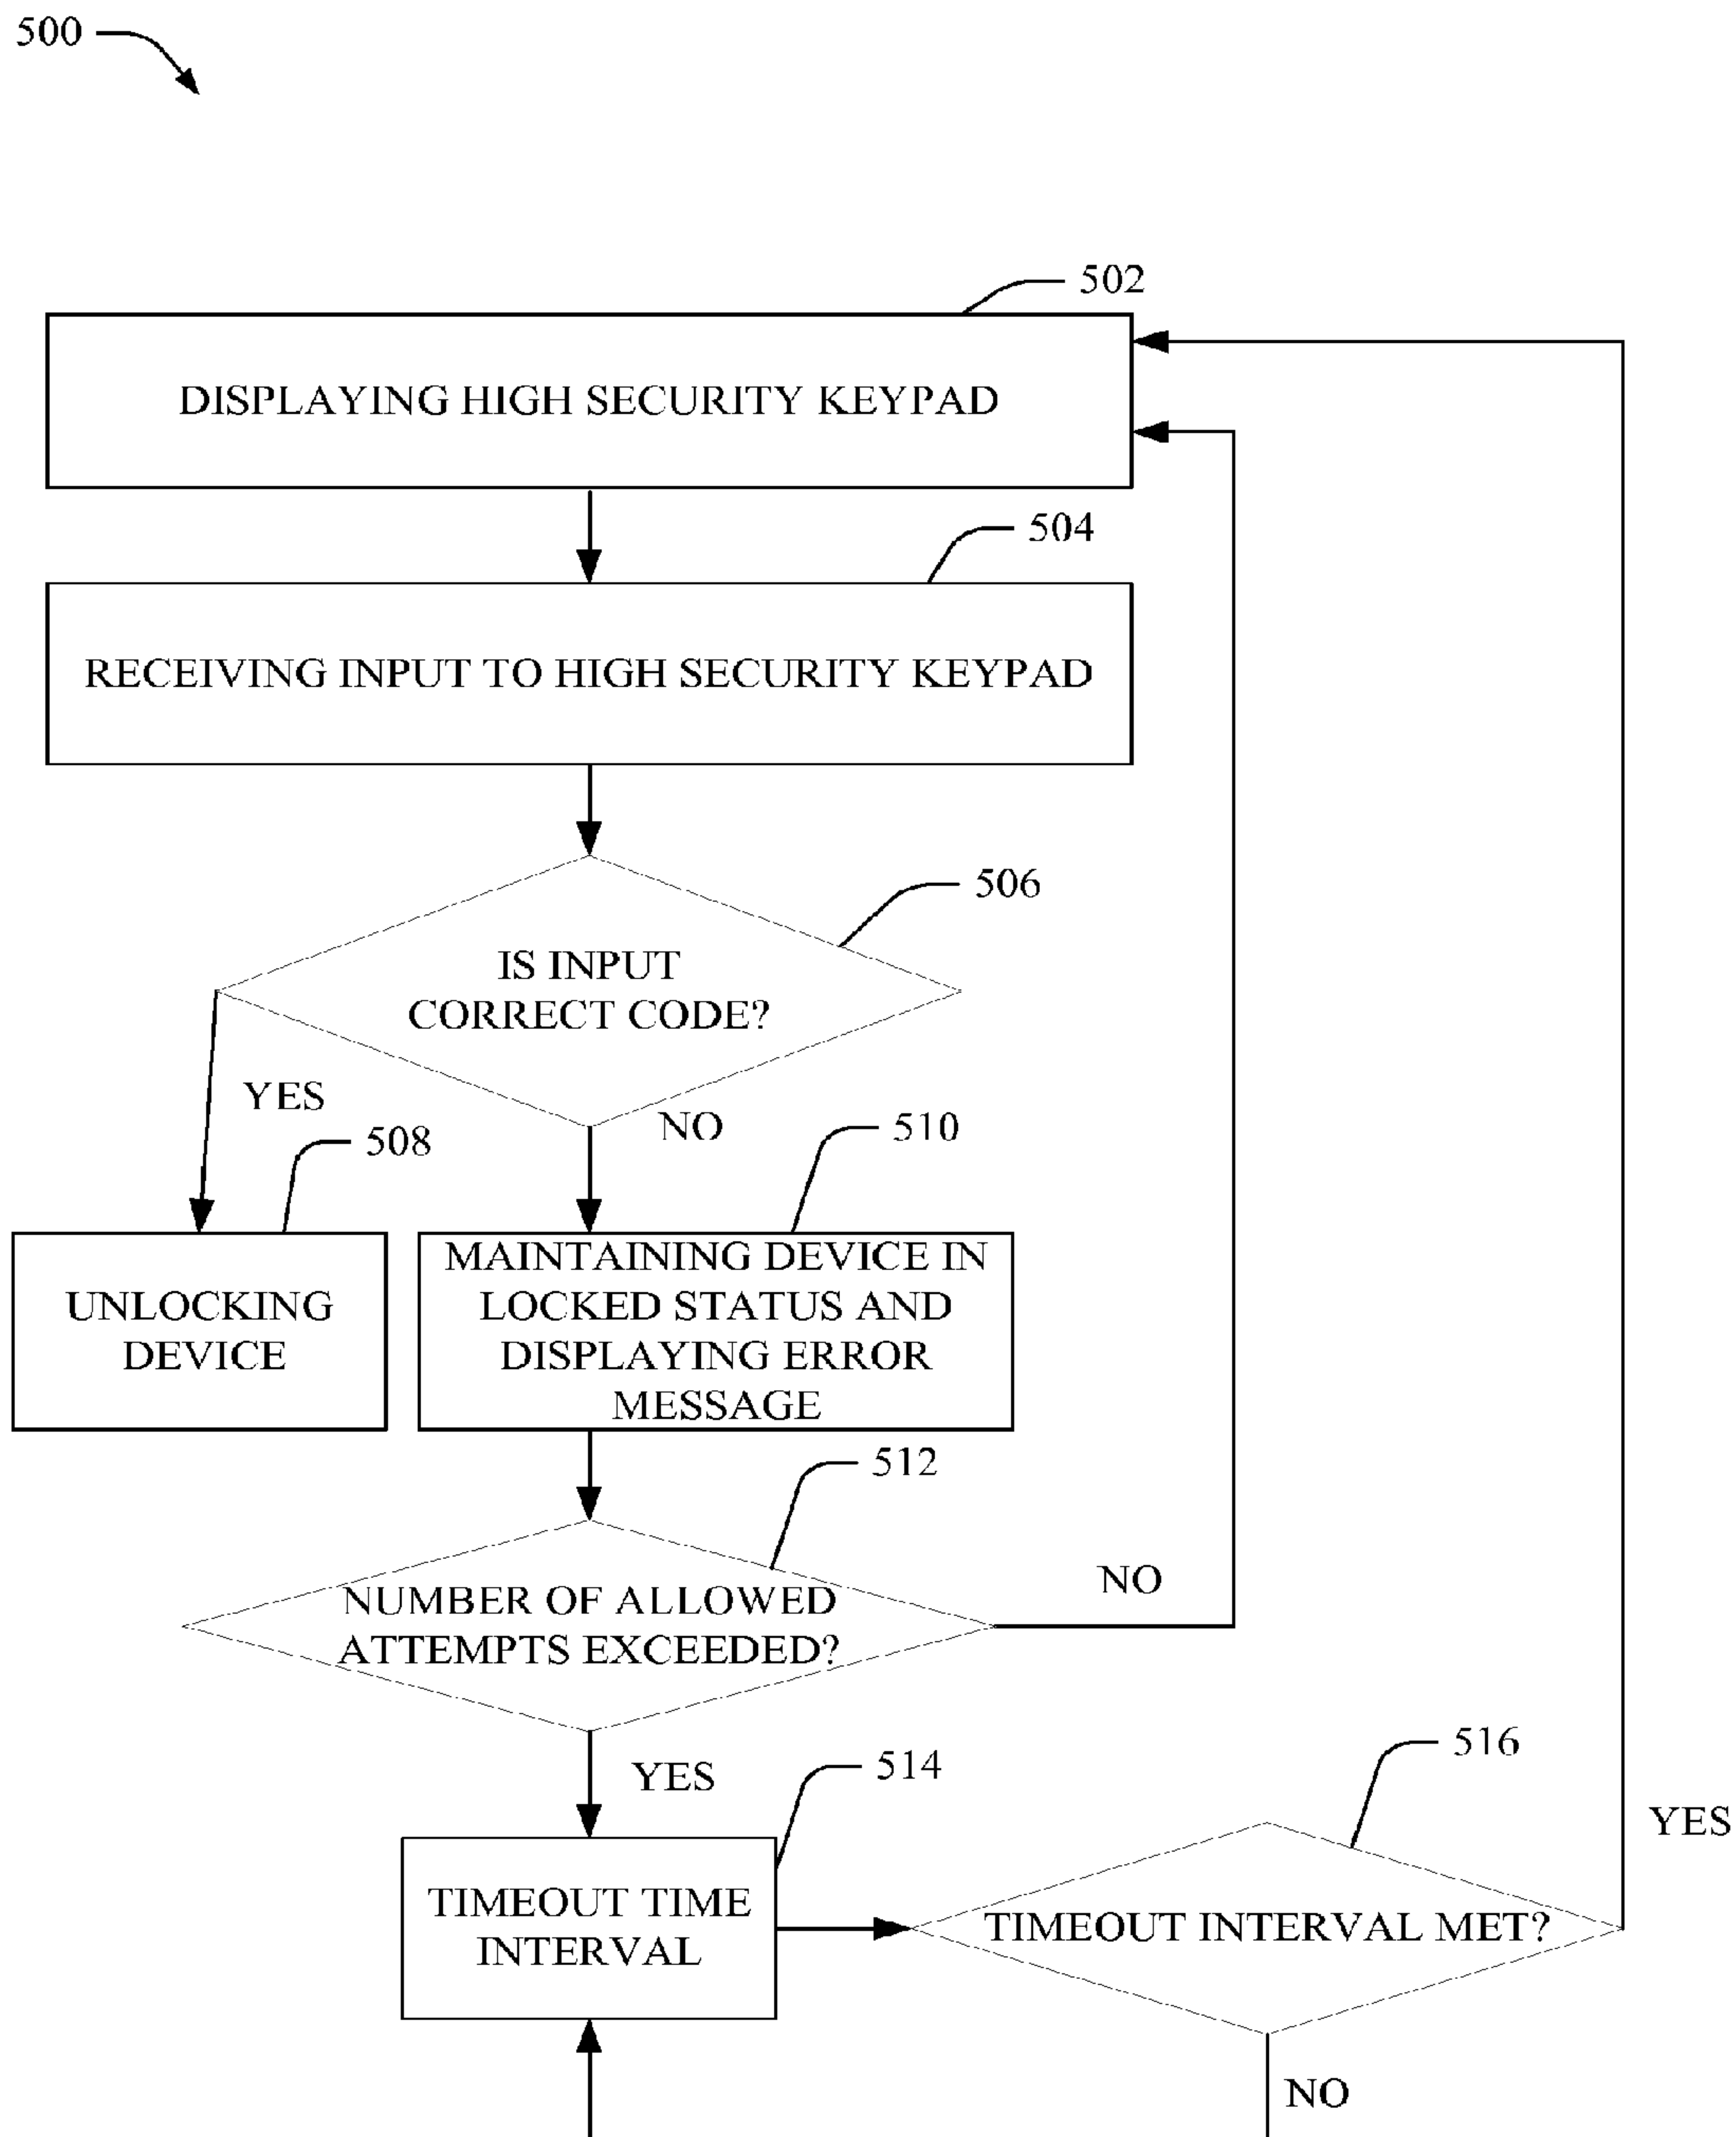 500
502
DISPLAYING HIGH SECURITY KEYPAD
504
RECEIVING INPUT TO HIGH SECURITY KEYPAD
506
IS INPUT
CORRECT CODE?
YES
NO
508
510
UNLOCKING
DEVICE
MAINTAINING DEVICE IN
LOCKED STATUS AND
DISPLAYING ERROR
MESSAGE
512
NUMBER OF ALLOWED
ATTEMPTS EXCEEDED?
NO
YES
514
516
TIMEOUT TIME
INTERVAL
TIMEOUT INTERVAL MET?
YES
NO